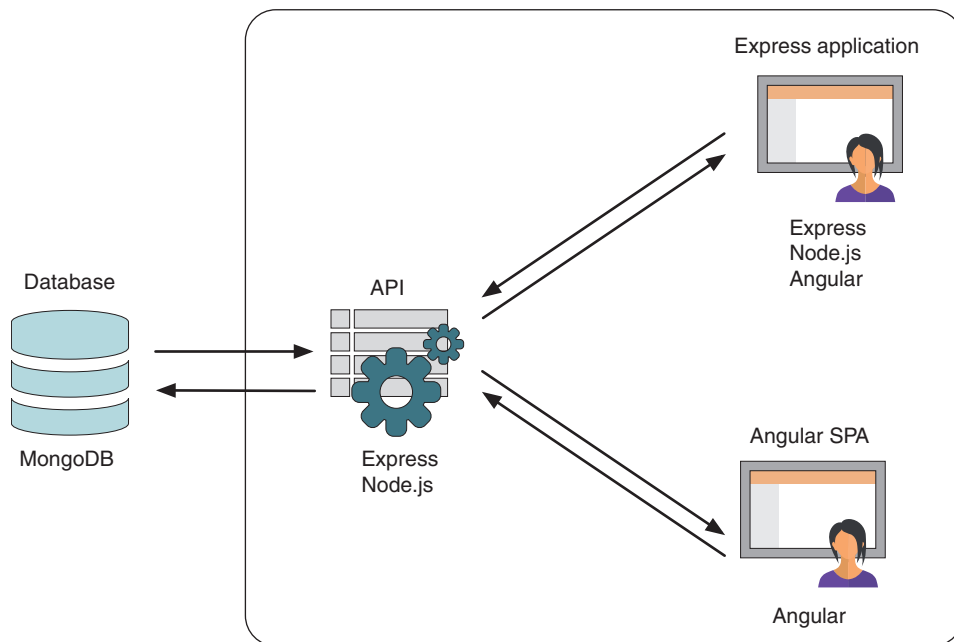 Express application
Express
Node.js
Angular
Database
MongoDB
API
Express
Node.js
Angular SPA
Angular